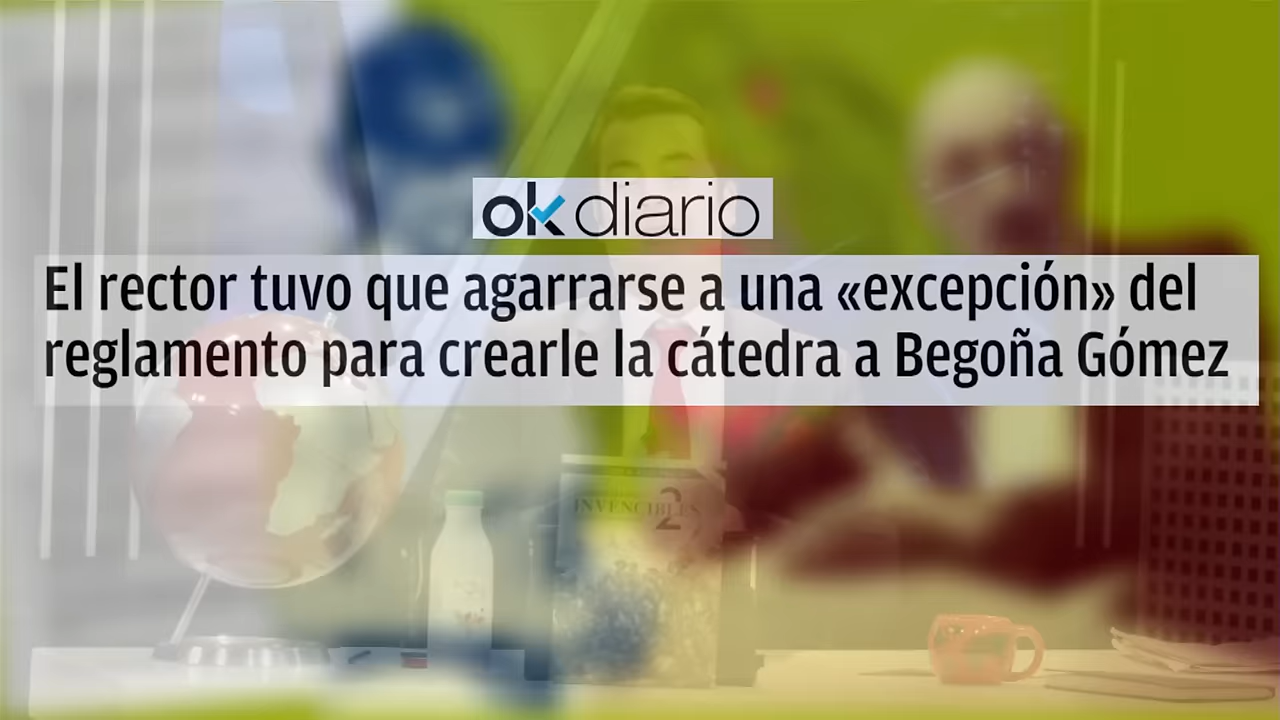 okdiario
El rector tuvo que agarrarse a una «excepción» del
reglamento para crearle la cátedra a Begoña Gómez
INVENCIBLES
2